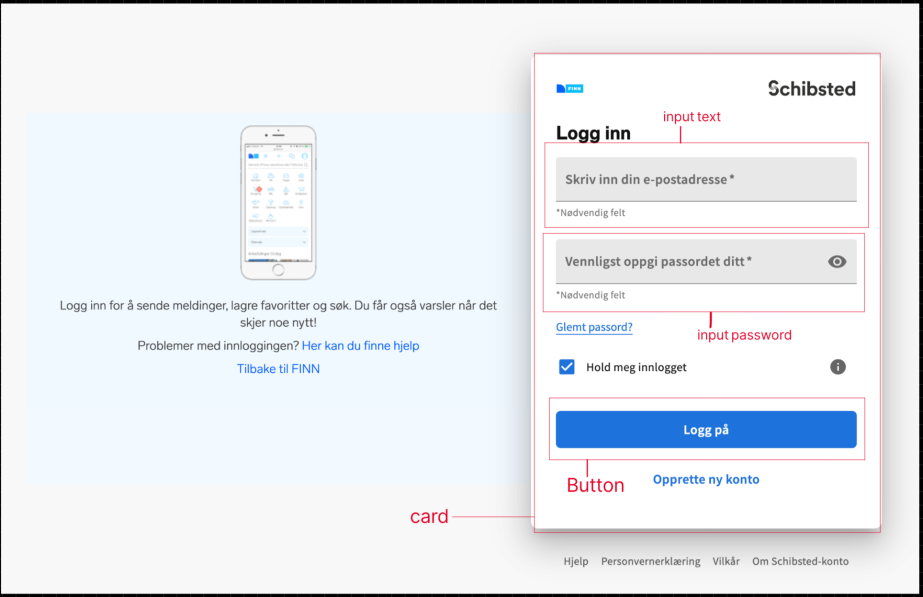 Logg inn for å sende meldinger, lagre favoritter og søk. Du får også varsler når det
skjer noe nytt!
Problemer med innloggingen? Her kan du finne hjelp
Tilbake til FINN
FINN
Schibsted
input text
Logg inn
Skriv inn din e-postadresse*
*Nødvendig felt
Vennligst oppgi passordet ditt*
*Nødvendig felt
Glemt passord?
input password
Hold meg innlogget
Logg på
Button
Opprette ny konto
card
Hjelp Personvernerklæring Vilkår Om Schibsted-konto